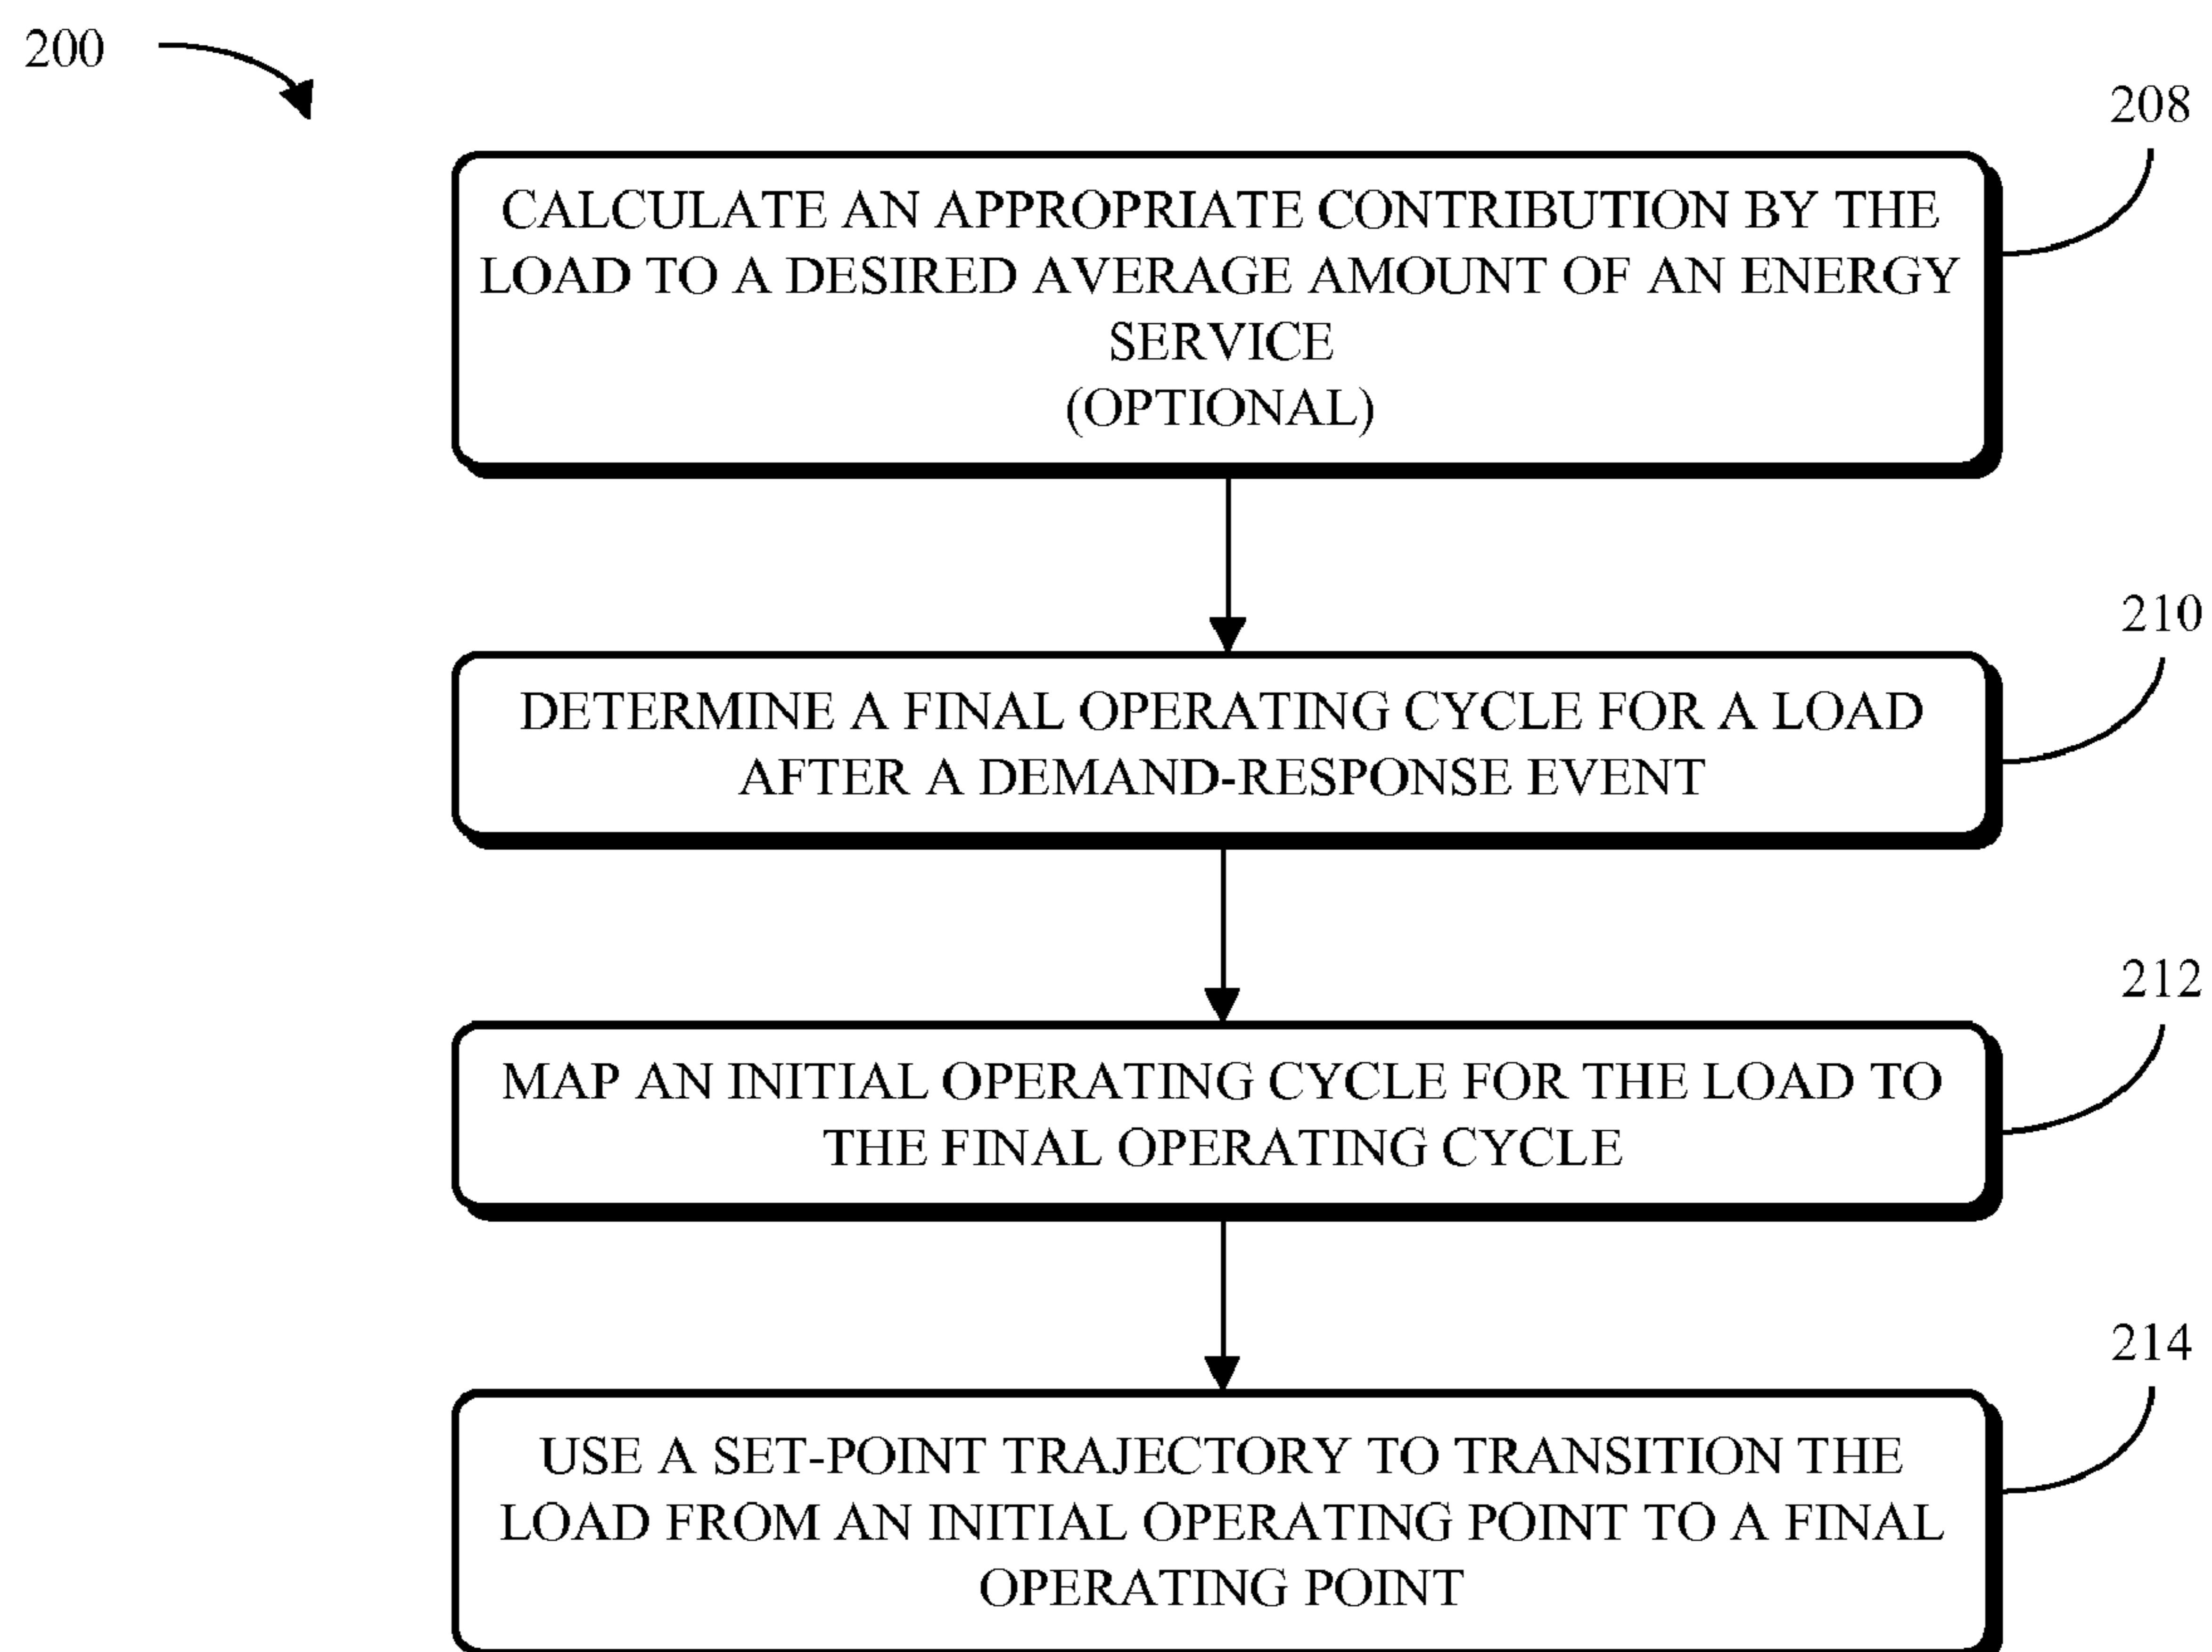 200
208
CALCULATE AN APPROPRIATE CONTRIBUTION BY THE
LOAD TO A DESIRED AVERAGE AMOUNT OF AN ENERGY
SERVICE
(OPTIONAL)
210
DETERMINE A FINAL OPERATING CYCLE FOR A LOAD
AFTER A DEMAND-RESPONSE EVENT
212
MAP AN INITIAL OPERATING CYCLE FOR THE LOAD TO
THE FINAL OPERATING CYCLE
214
USE A SET-POINT TRAJECTORY TO TRANSITION THE
LOAD FROM AN INITIAL OPERATING POINT TO A FINAL
OPERATING POINT